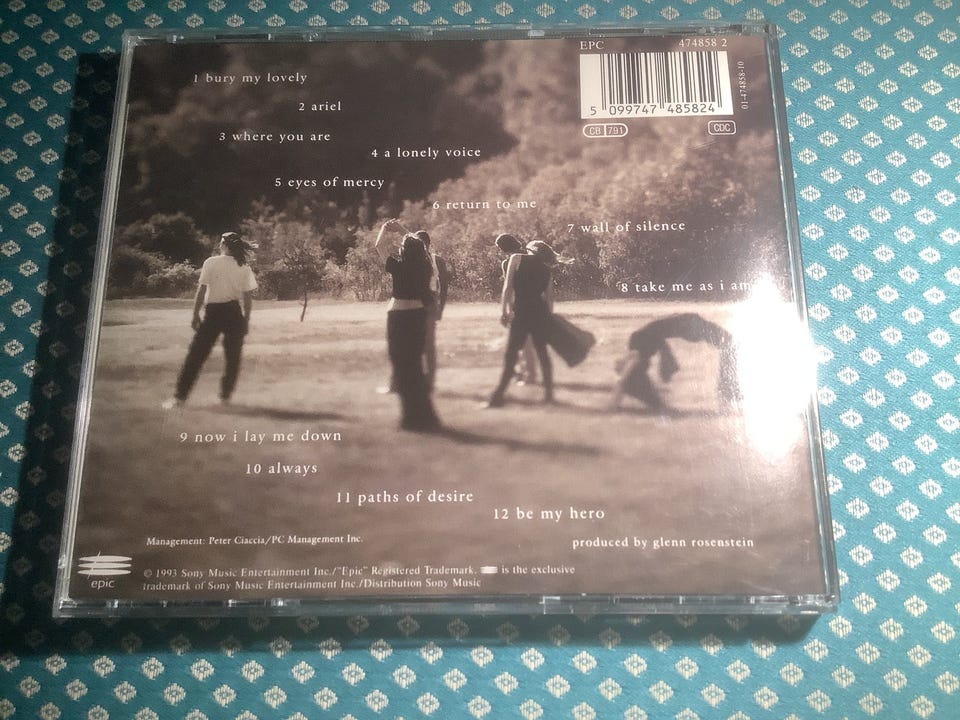 EPC 474858 2
01-474858-10
5 099747 485824
CB 791 CDC
1 bury my lovely
2 ariel
3 where you are
4 a lonely voice
5 eyes of mercy
6 return to me
7 wall of silence
8 take me as i am
9 now i lay me down
10 always
11 paths of desire
12 be my hero
Management: Peter Ciaccia/PC Management Inc.
produced by glenn rosenstein
epic
© 1993 Sony Music Entertainment Inc./"Epic" Registered Trademark. is the exclusive
trademark of Sony Music Entertainment Inc./Distribution Sony Music